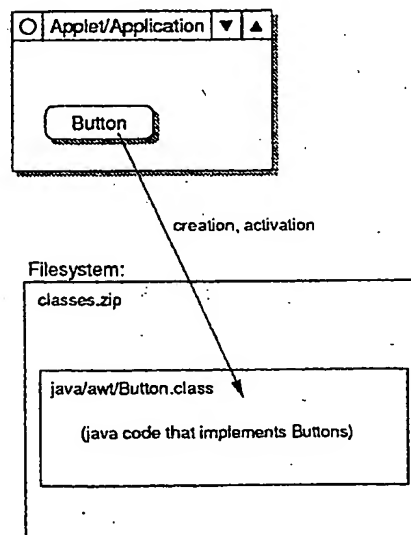 Applet/Application
Button
creation, activation
Filesystem:
classes.zip
java/awt/Button.class
(java code that implements Buttons)